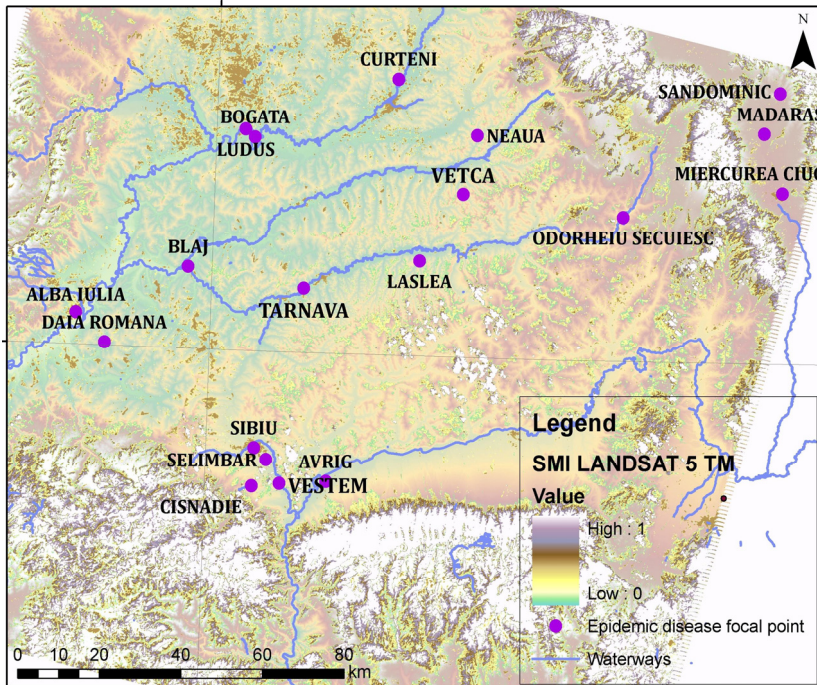 N
CURTENI
SANDOMINIC
MADARAS
BOGATA
LUDUS
NEAUA
VETCA
MIERCUREA CIUC
ODORHEIU SECUIESC
BLAJ
LASLEA
TARNAVA
ALBA IULIA
DAIA ROMANA
SIBIU
SELIMBAR
AVRIG
VESTEM
CISNADIE
Legend
SMI LANDSAT 5 TM
Value
High : 1
Low : 0
Epidemic disease focal point
Waterways
0 10 20 40 60 80
km